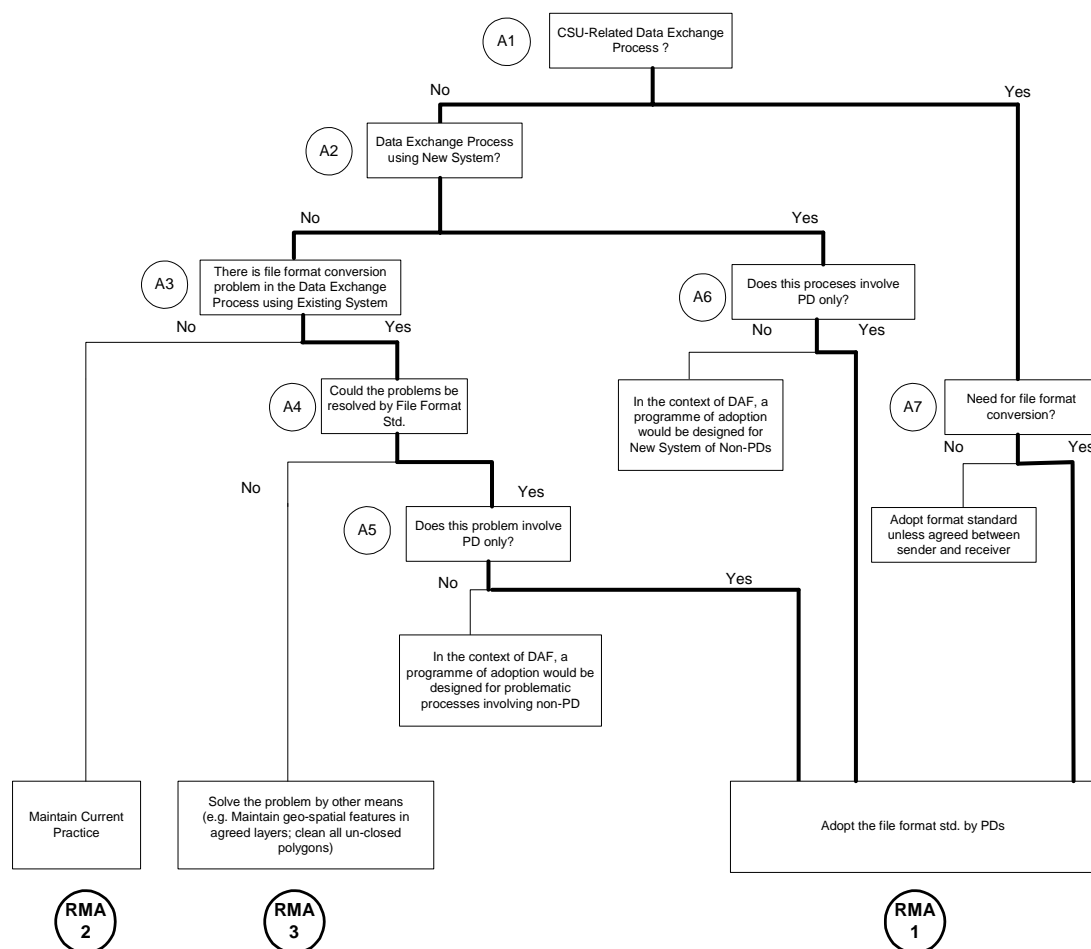 A1
CSU-Related Data Exchange
Process ?
No
Yes
A2
Data Exchange Process
using New System?
No
Yes
A3
There is file format conversion
problem in the Data Exchange
Process using Existing System
A6
Does this proceses involve
PD only?
No
Yes
No
Yes
A4
Could the problems be
resolved by File Format
Std.
In the context of DAF, a
programme of adoption
would be designed for
New System of Non-PDs
A7
Need for file format
conversion?
No
Yes
No
Yes
A5
Does this problem involve
PD only?
Adopt format standard
unless agreed between
sender and receiver
No
Yes
In the context of DAF, a
programme of adoption would be
designed for problematic
processes involving non-PD
Maintain Current
Practice
Solve the problem by other means
(e.g. Maintain geo-spatial features in
agreed layers; clean all un-closed
polygons)
Adopt the file format std. by PDs
RMA
2
RMA
3
RMA
1